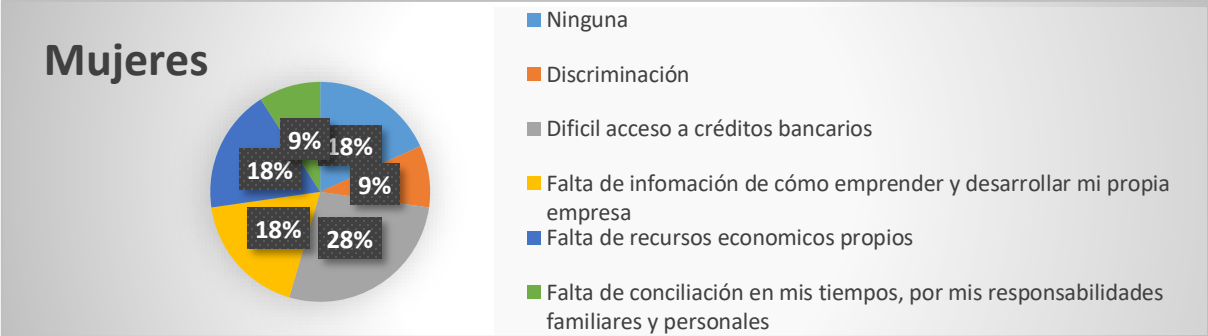 Mujeres
9%
18%
18%
9%
18%
28%
Ninguna
Discriminación
Dificil acceso a créditos bancarios
Falta de infomación de cómo emprender y desarrollar mi propia
empresa
Falta de recursos economicos propios
Falta de conciliación en mis tiempos, por mis responsabilidades
familiares y personales